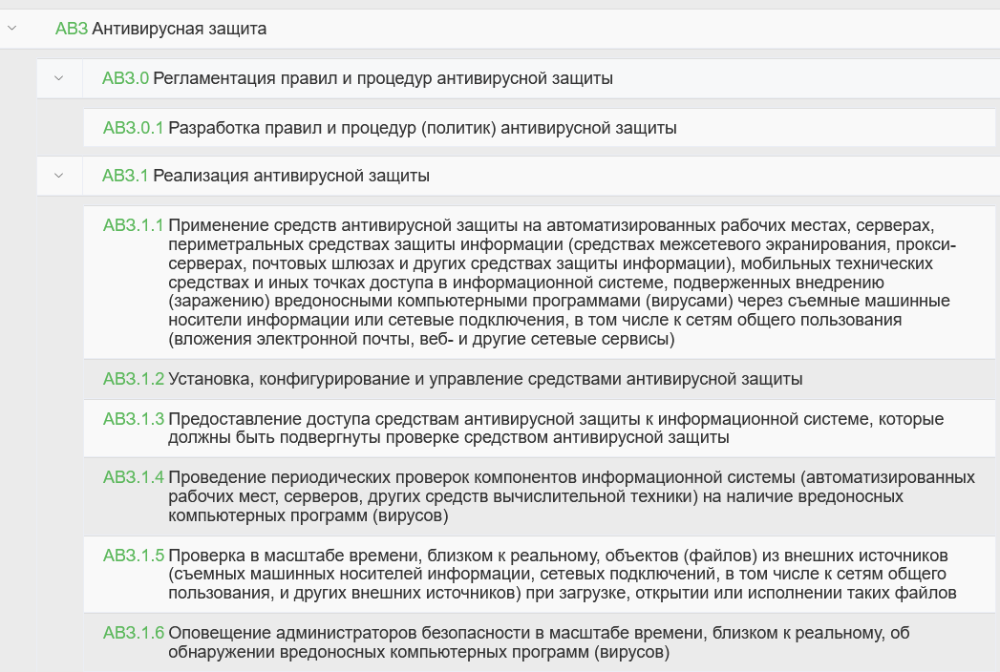 АВЗ Антивирусная защита
АВЗ.0 Регламентация правил и процедур антивирусной защиты
АВЗ.0.1 Разработка правил и процедур (политик) антивирусной защиты
АВЗ.1 Реализация антивирусной защиты
АВЗ.1.1 Применение средств антивирусной защиты на автоматизированных рабочих местах, серверах,
периметральных средствах защиты информации (средствах межсетевого экранирования, прокси-
серверах, почтовых шлюзах и других средствах защиты информации), мобильных технических
средствах и иных точках доступа в информационной системе, подверженных внедрению
(заражению) вредоносными компьютерными программами (вирусами) через съемные машинные
носители информации или сетевые подключения, в том числе к сетям общего пользования
(вложения электронной почты, веб- и другие сетевые сервисы)
АВЗ.1.2 Установка, конфигурирование и управление средствами антивирусной защиты
АВЗ.1.3 Предоставление доступа средствам антивирусной защиты к информационной системе, которые
должны быть подвергнуты проверке средством антивирусной защиты
АВЗ.1.4 Проведение периодических проверок компонентов информационной системы (автоматизированных
рабочих мест, серверов, других средств вычислительной техники) на наличие вредоносных
компьютерных программ (вирусов)
АВЗ.1.5 Проверка в масштабе времени, близком к реальному, объектов (файлов) из внешних источников
(съемных машинных носителей информации, сетевых подключений, в том числе к сетям общего
пользования, и других внешних источников) при загрузке, открытии или исполнении таких файлов
АВЗ.1.6 Оповещение администраторов безопасности в масштабе времени, близком к реальному, об
обнаружении вредоносных компьютерных программ (вирусов)